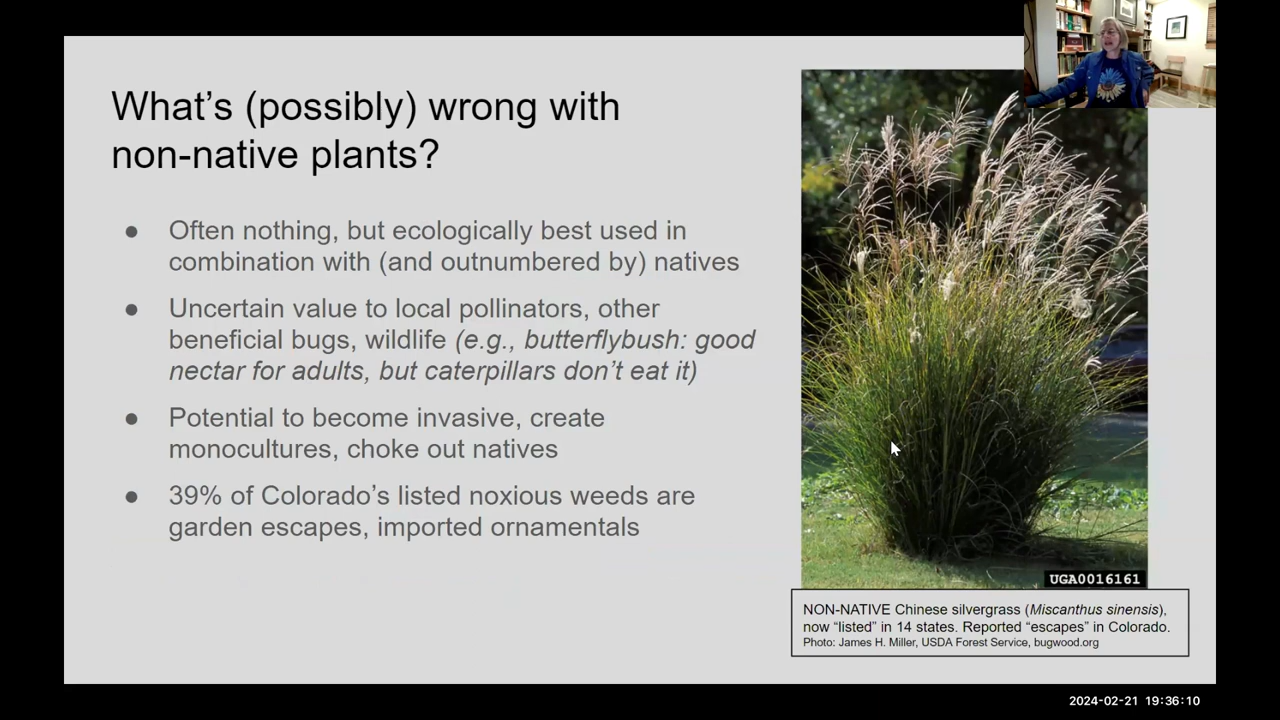 What's (possibly) wrong with
non-native plants?
● Often nothing, but ecologically best used in
combination with (and outnumbered by) natives
● Uncertain value to local pollinators, other
beneficial bugs, wildlife (e.g., butterflybush: good
nectar for adults, but caterpillars don't eat it)
● Potential to become invasive, create
monocultures, choke out natives
● 39% of Colorado's listed noxious weeds are
garden escapes, imported ornamentals
UGA0016161
NON-NATIVE Chinese silvergrass (Miscanthus sinensis),
now “listed” in 14 states. Reported “escapes” in Colorado.
Photo: James H. Miller, USDA Forest Service, bugwood.org
2024-02-21 19:36:10